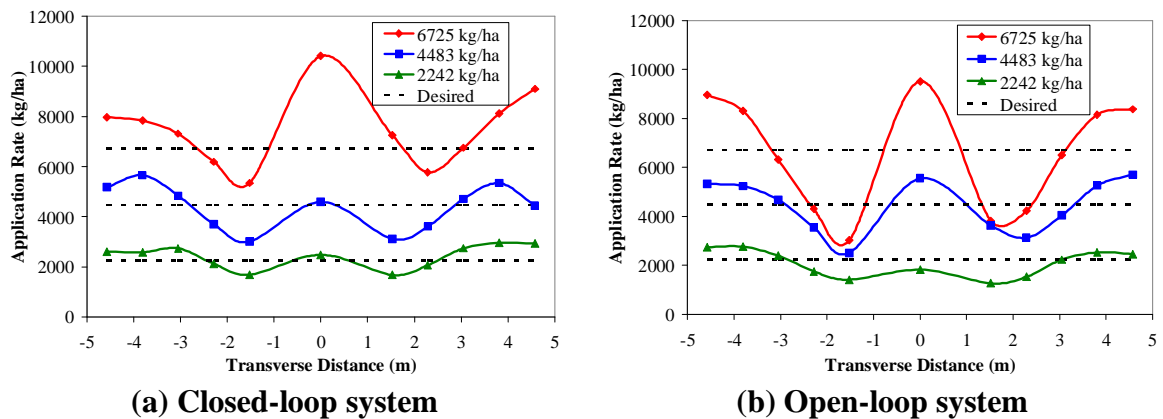 12000
10000
8000
6000
4000
2000
0
Application Rate (kg/ha)
6725 kg/ha
4483 kg/ha
2242 kg/ha
Desired
-5 -4 -3 -2 -1 0 1 2 3 4 5
Transverse Distance (m)
(a) Closed-loop system
12000
10000
8000
6000
4000
2000
0
Application Rate (kg/ha)
6725 kg/ha
4483 kg/ha
2242 kg/ha
Desired
-5 -4 -3 -2 -1 0 1 2 3 4 5
Transverse Distance (m)
(b) Open-loop system